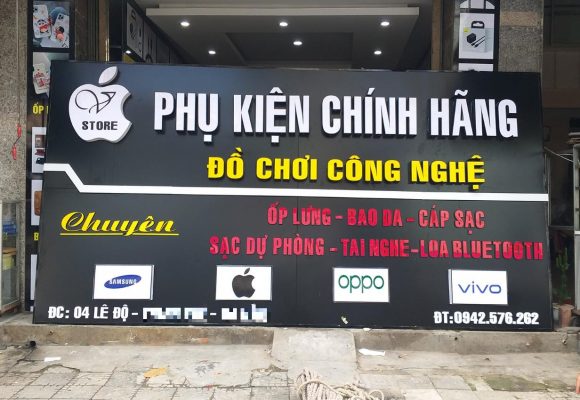 V
STORE
PHỤ KIỆN CHÍNH HÃNG
ĐỒ CHƠI CÔNG NGHỆ
Chuyên
ỐP LƯNG - BAO DA - CÁP SẠC
SẠC DỰ PHÒNG - TAI NGHE - LOA BLUETOOTH
SAMSUNG
oppo
vivo
ĐC: 04 LÊ ĐỘ -
ĐT:0942.576.262